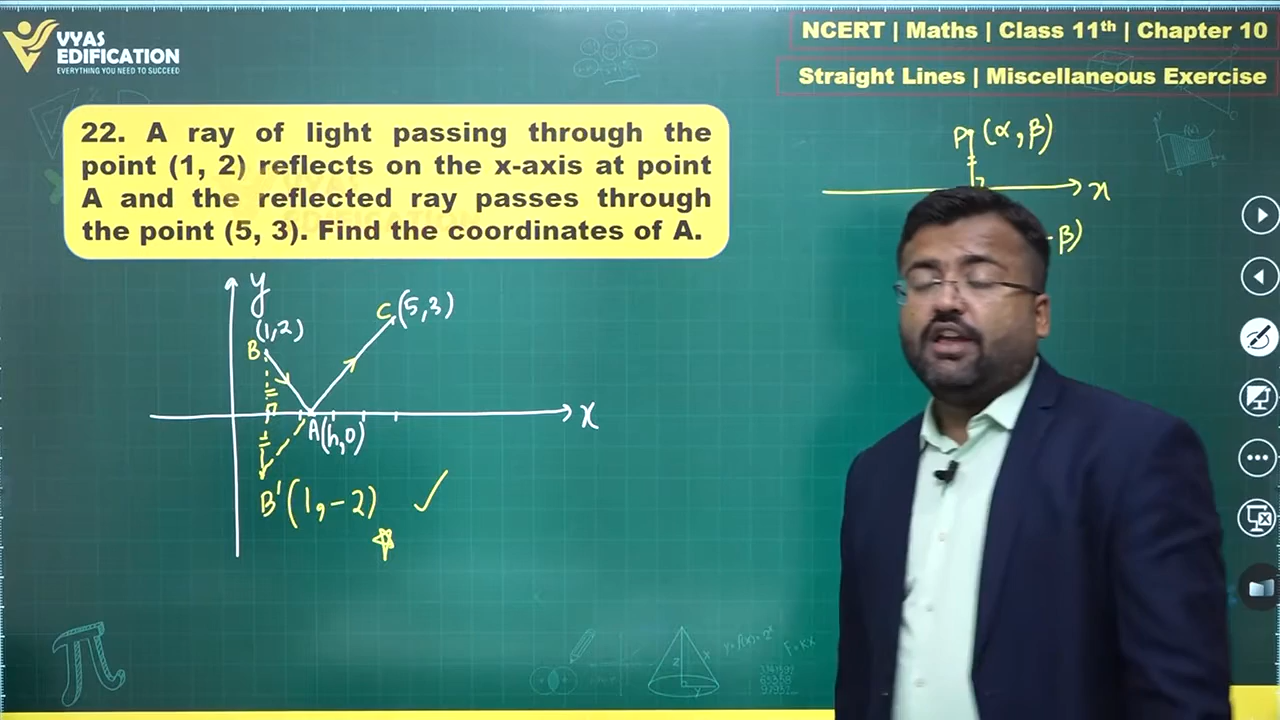 VYAS
EDIFICATION
EVERYTHING YOU NEED TO SUCCEED
NCERT | Maths | Class 11th | Chapter 10
Straight Lines | Miscellaneous Exercise
22. A ray of light passing through the
point (1, 2) reflects on the x-axis at point
A and the reflected ray passes through
the point (5, 3). Find the coordinates of A.
P (α, β)
x
-β)
y
(1,2)
B
C (5,3)
A(h,0)
x
B'(1,-2)
π